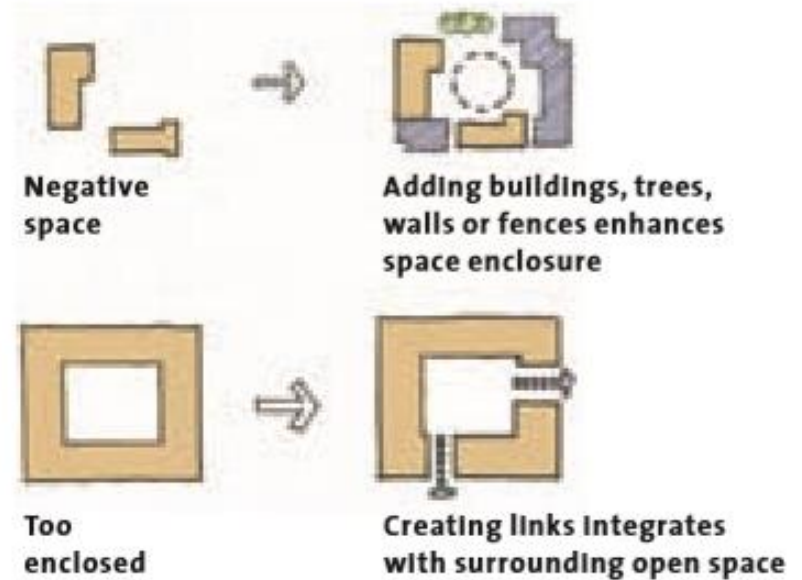 Negative
space
Adding buildings, trees,
walls or fences enhances
space enclosure
Too
enclosed
Creating links integrates
with surrounding open space